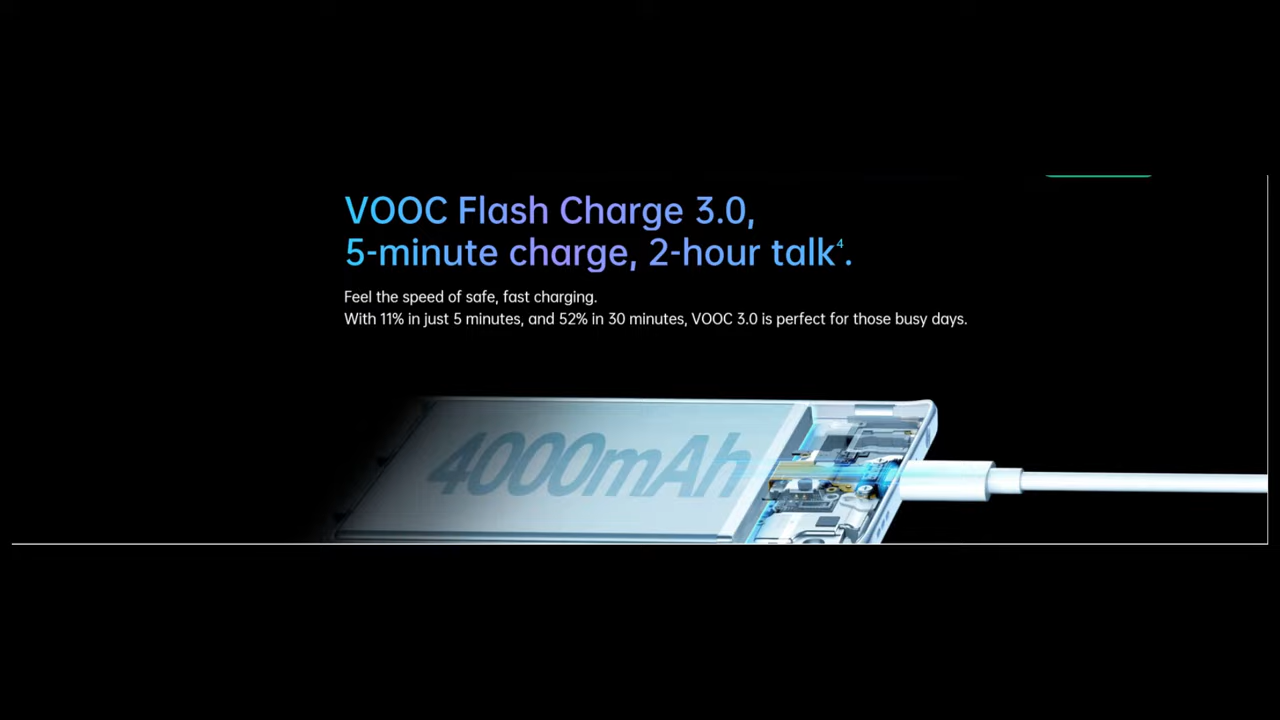 VOOC Flash Charge 3.0,
5-minute charge, 2-hour talk⁴.
Feel the speed of safe, fast charging.
With 11% in just 5 minutes, and 52% in 30 minutes, VOOC 3.0 is perfect for those busy days.
4000mAh